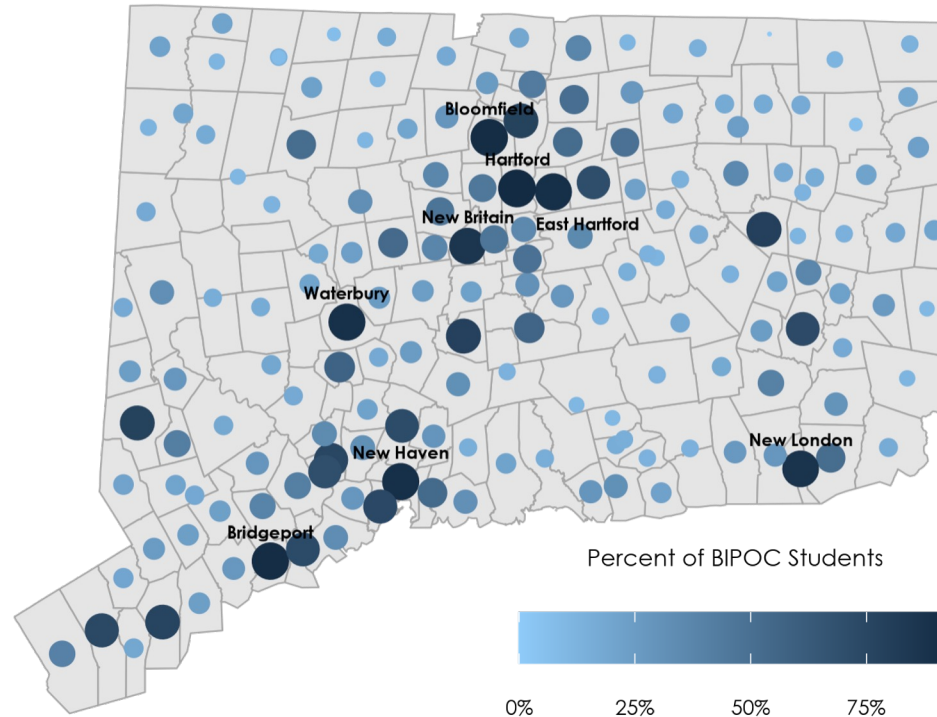 Bloomfield
Hartford
New Britain
East Hartford
Waterbury
New Haven
New London
Bridgeport
Percent of BIPOC Students
0% 25% 50% 75%